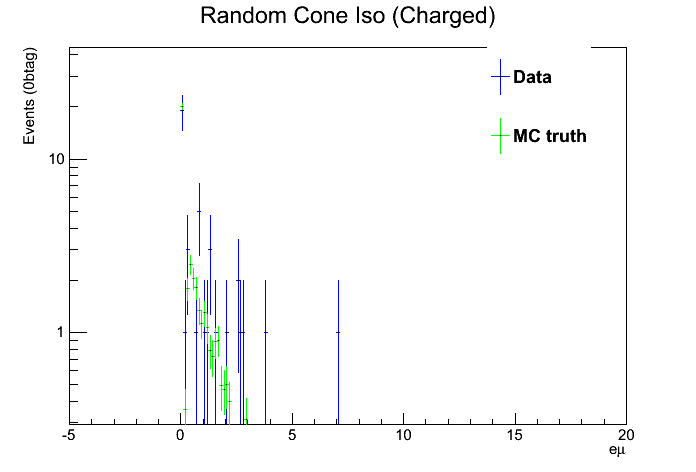 Random Cone Iso (Charged)
Events (0btag)
Data
MC truth
10
1
-5 0 5 10 15 20
eμ